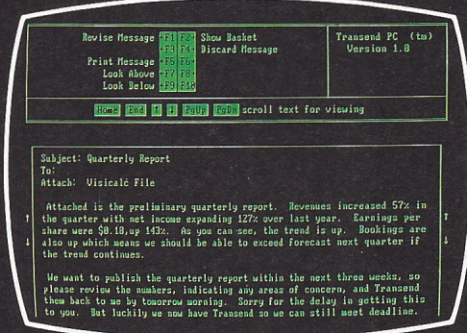 Revise Message ←F1 F2→ Show Basket
←F3 F4→ Discard Message
Print Message ←F5 F6→
Look Above ←F7 F8→
Look Below ←F9 F10
Transend PC (tm)
Version 1.0
Home End ↑ ↓ PgUp PgDn scroll text for viewing
Subject: Quarterly Report
To:
Attach: Visicalc File
Attached is the preliminary quarterly report. Revenues increased 57% in
the quarter with net income expanding 127% over last year. Earnings per
share were $0.18,up 143%. As you can see, the trend is up. Bookings are
also up which means we should be able to exceed forecast next quarter if
the trend continues.
We want to publish the quarterly report within the next three weeks, so
please review the numbers, indicating any areas of concern, and Transend
them back to me by tomorrow morning. Sorry for the delay in getting this
to you. But luckily we now have Transend so we can still meet deadline.